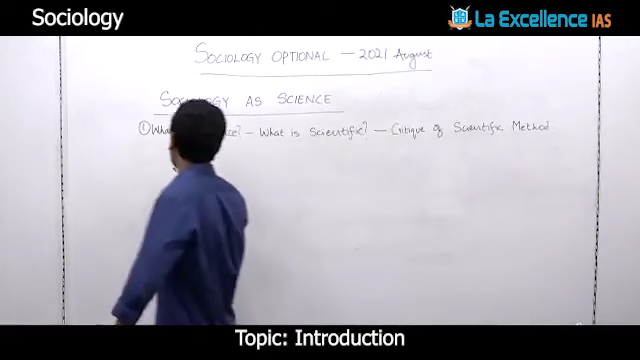 Sociology
La Excellence IAS
SOCIOLOGY OPTIONAL — 2021 August
SOCIOLOGY AS SCIENCE
① What is Scientific? — Critique of Scientific Method
Topic: Introduction